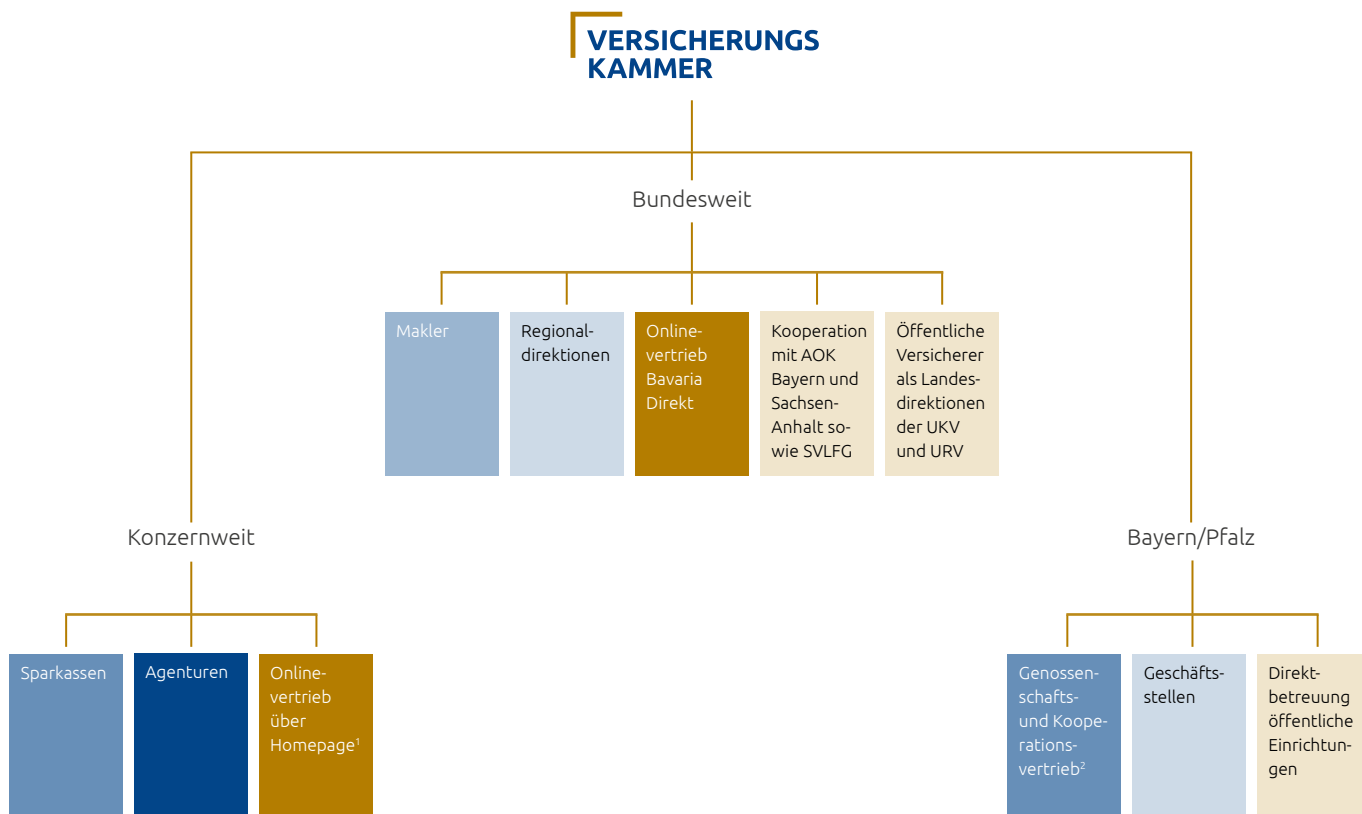 VERSICHERUNGS
KAMMER
Bundesweit
Makler
Regional-
direktionen
Online-
vertrieb
Bavaria
Direkt
Kooperation
mit AOK
Bayern und
Sachsen-
Anhalt so-
wie SVLFG
Öffentliche
Versicherer
als Landes-
direktionen
der UKV
und URV
Konzernweit
Sparkassen
Agenturen
Online-
vertrieb
über
Homepage¹
Bayern/Pfalz
Genossen-
schafts-
und Koope-
rations-
vertrieb²
Geschäfts-
stellen
Direkt-
betreuung
öffentliche
Einrichtun-
gen